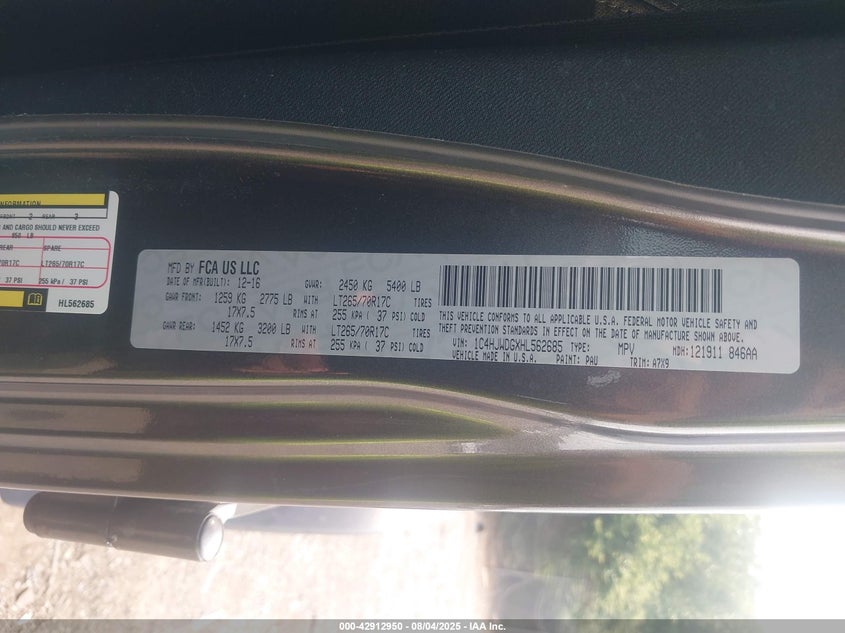 NFORMATION
FRONT 2 REAR 3
AND CARGO SHOULD NEVER EXCEED
850 LB
REAR SPARE
70R17C LT265/70R17C
37 PSI 255 kPa / 37 PSI
HL562685
MFD BY FCA US LLC
DATE OF MFR(BUILT): 12-16 GVWR: 2450 KG 5400 LB
GAWR FRONT: 1259 KG 2775 LB WITH LT265/70R17C TIRES
17X7.5 RIMS AT 255 KPA ( 37 PSI) COLD
GAWR REAR: 1452 KG 3200 LB WITH LT265/70R17C TIRES
17X7.5 RIMS AT 255 KPA ( 37 PSI) COLD
THIS VEHICLE CONFORMS TO ALL APPLICABLE U.S.A. FEDERAL MOTOR VEHICLE SAFETY AND
THEFT PREVENTION STANDARDS IN EFFECT ON THE DATE OF MANUFACTURE SHOWN ABOVE.
VIN: 1C4HJWDGXHL562685 TYPE: MPV MDH: 121911 846AA
VEHICLE MADE IN U.S.A. PAINT: PAU TRIM: A7X9
000-42912950 - 08/04/2025 - IAA Inc.